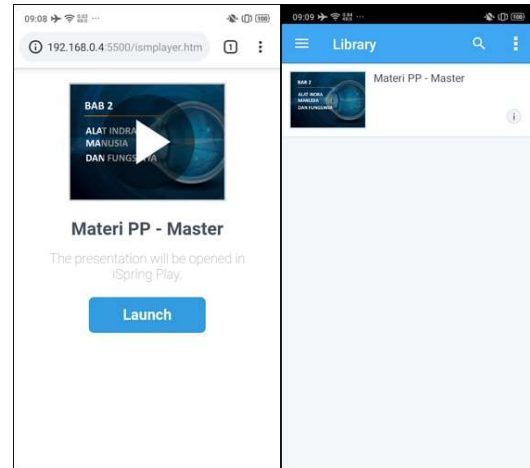 09:08
100
192.168.0.4:5500/ismplayer.htm
1
BAB 2
ALAT INDRA
MANUSIA
DAN FUNGSINYA
Materi PP - Master
The presentation will be opened in
iSpring Play.
Launch
09:09
100
Library
BAB 2
ALAT INDRA
MANUSIA
DAN FUNGSINYA
Materi PP - Master